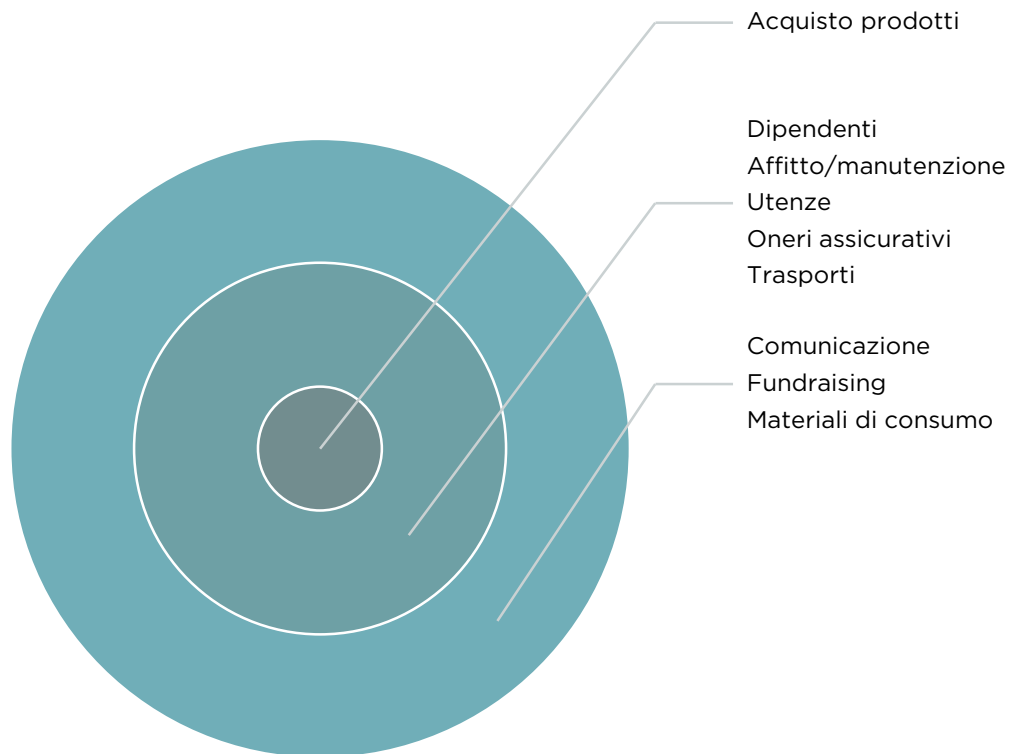 Acquisto prodotti
Dipendenti
Affitto/manutenzione
Utenze
Oneri assicurativi
Trasporti
Comunicazione
Fundraising
Materiali di consumo